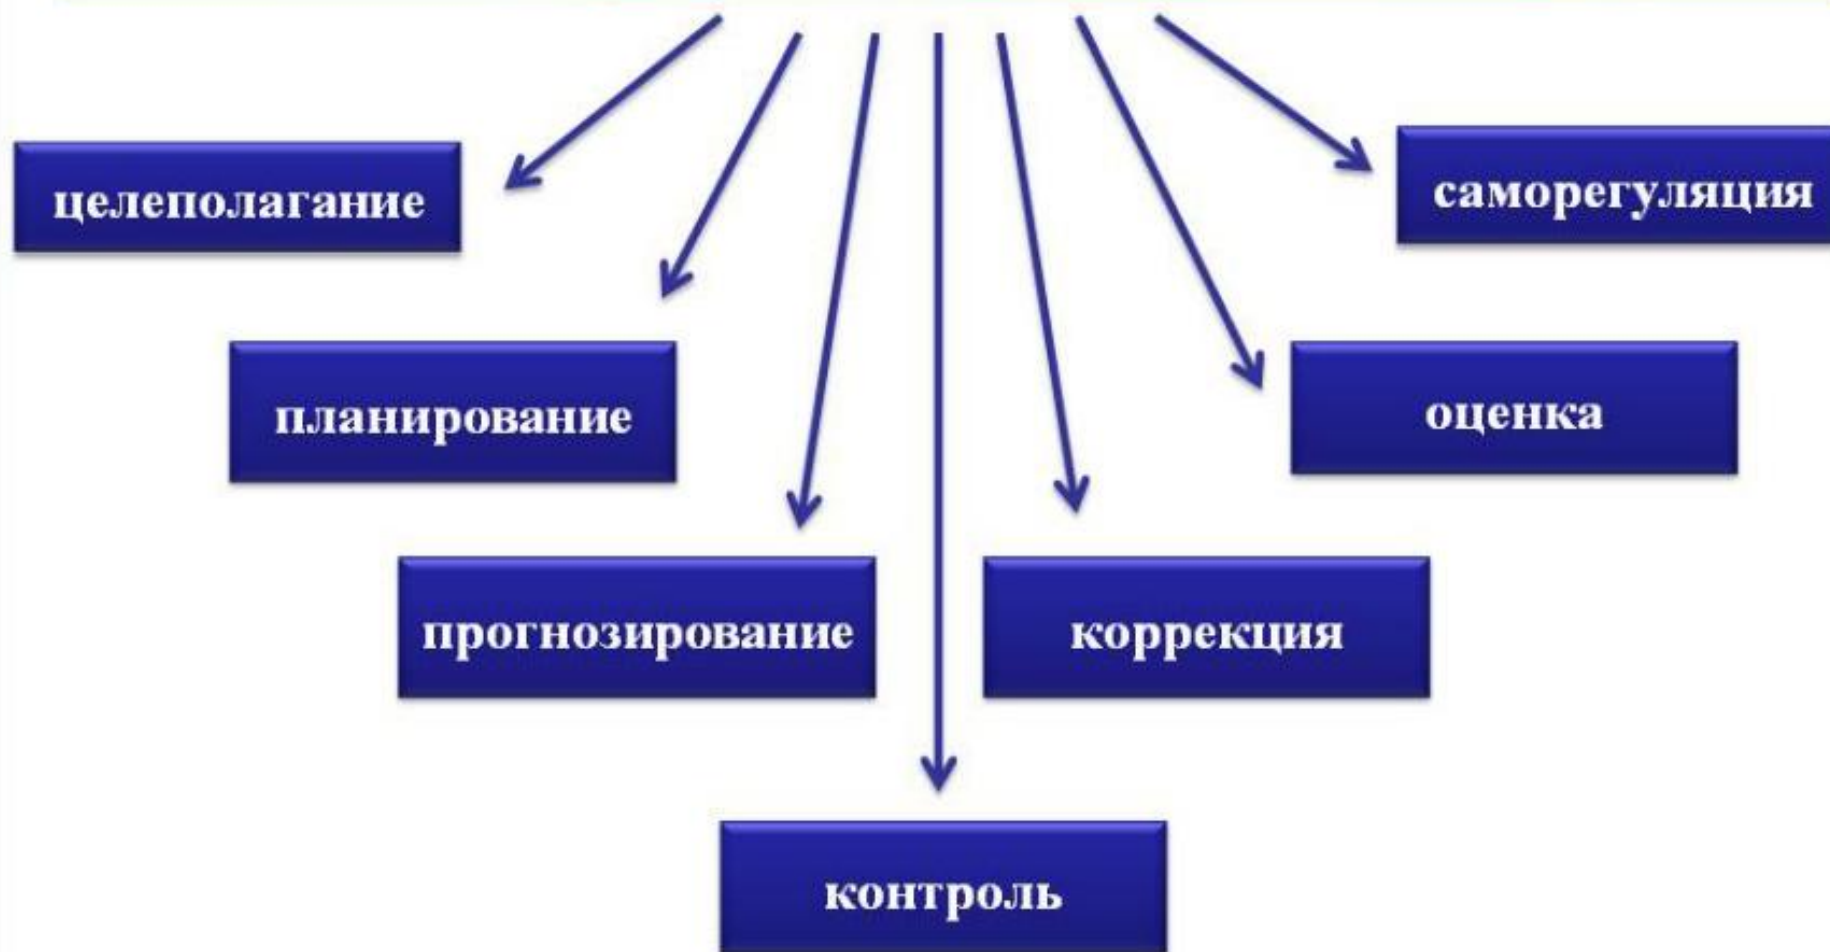 целеполагание
саморегуляция
планирование
оценка
прогнозирование
коррекция
контроль